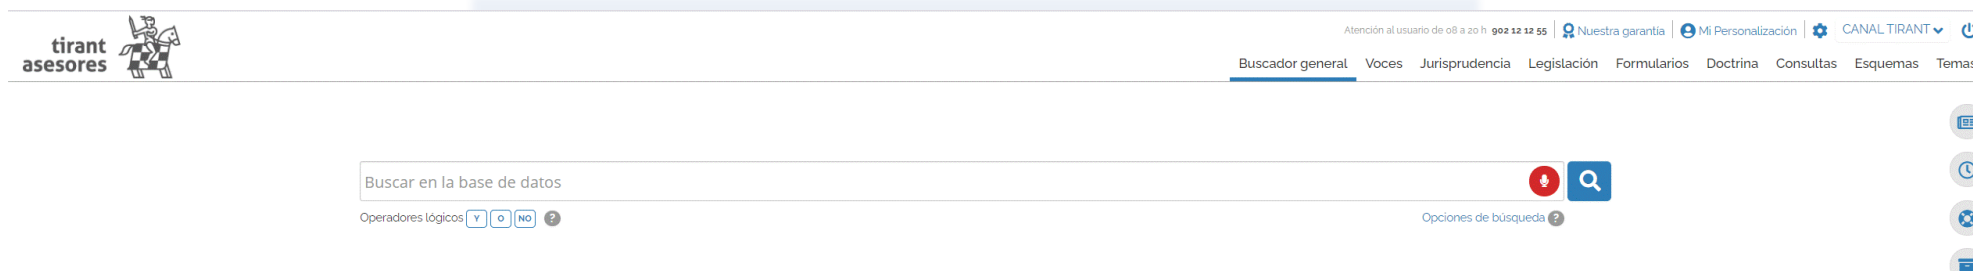 tirant
asesores
Atención al usuario de 08 a 20 h 902 12 12 55 Nuestra garantía Mi Personalización CANAL TIRANT
Buscador general Voces Jurisprudencia Legislación Formularios Doctrina Consultas Esquemas Temas
Buscar en la base de datos
Operadores lógicos Y O NO ? Opciones de búsqueda ?